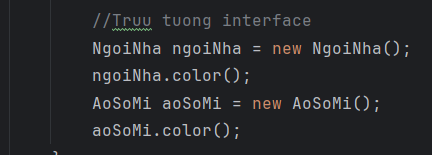 //Truu tuong interface
NgoiNha ngoiNha = new NgoiNha();
ngoiNha.color();
AoSoMi aoSoMi = new AoSoMi();
aoSoMi.color();